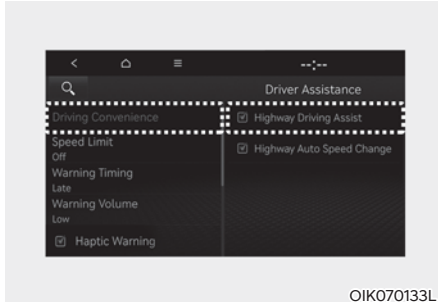 --:--
Driver Assistance
Driving Convenience
Highway Driving Assist
Speed Limit
Off
Highway Auto Speed Change
Warning Timing
Late
Warning Volume
Low
Haptic Warning
OIK070133L